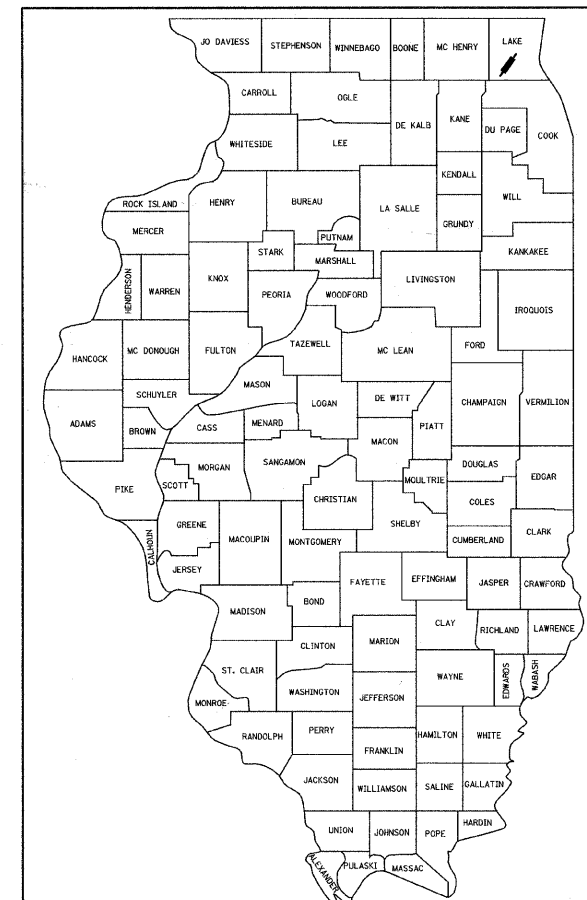 JO DAVIESS
STEPHENSON
WINNEBAGO
BOONE
MC HENRY
LAKE
CARROLL
OGLE
DE KALB
KANE
DU PAGE
COOK
WHITESIDE
LEE
KENDALL
WILL
ROCK ISLAND
HENRY
BUREAU
LA SALLE
GRUNDY
MERCER
PUTNAM
STARK
MARSHALL
KANKAKEE
HENDERSON
WARREN
KNOX
PEORIA
WOODFORD
LIVINGSTON
IROQUOIS
HANCOCK
MC DONOUGH
FULTON
TAZEWELL
MC LEAN
FORD
SCHUYLER
MASON
LOGAN
DE WITT
CHAMPAIGN
VERMILION
ADAMS
BROWN
CASS
MENARD
MACON
PIATT
PIKE
SCOTT
MORGAN
SANGAMON
CHRISTIAN
MOULTRIE
DOUGLAS
EDGAR
COLES
CALHOUN
GREENE
MACOUPIN
MONTGOMERY
SHELBY
CUMBERLAND
CLARK
JERSEY
FAYETTE
EFFINGHAM
JASPER
CRAWFORD
MADISON
BOND
CLAY
RICHLAND
LAWRENCE
CLINTON
MARION
ST. CLAIR
WAYNE
EDWARDS
WABASH
WASHINGTON
JEFFERSON
MONROE
RANDOLPH
PERRY
HAMILTON
WHITE
FRANKLIN
JACKSON
WILLIAMSON
SALINE
GALLATIN
UNION
JOHNSON
POPE
HARDIN
ALEXANDER
PULASKI
MASSAC